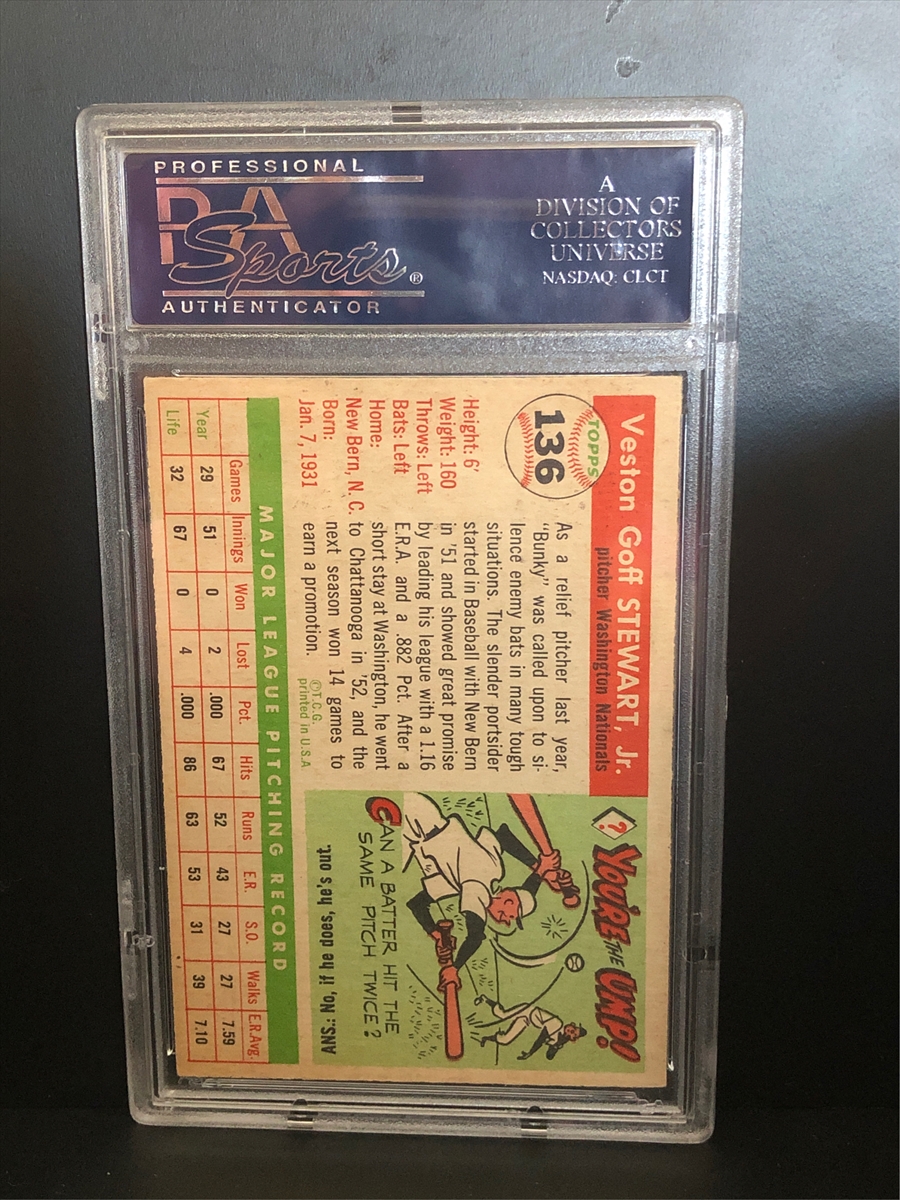 PROFESSIONAL
PSA
Sports®
AUTHENTICATOR
A
DIVISION OF
COLLECTORS
UNIVERSE
NASDAQ: CLCT
Veston Goff STEWART, Jr.
pitcher Washington Nationals
TOPPS
136
Height: 6'
Weight: 160
Throws: Left
Bats: Left
Home:
New Bern, N. C.
Born:
Jan. 7, 1931
As a relief pitcher last year,
"Bunky" was called upon to si-
lence enemy bats in many tough
situations. The slender portsider
started in Baseball with New Bern
in '51 and showed great promise
by leading his league with a 1.16
E.R.A. and a .882 Pct. After a
short stay at Washington, he went
to Chattanooga in '52, and the
next season won 14 games to
earn a promotion.
©T.C.G.
printed in U.S.A
?
YOU'RE THE UMP!
CAN A BATTER HIT THE
SAME PITCH TWICE?
ANS.: No, if he does, he's out.
MAJOR LEAGUE PITCHING RECORD
Games Innings Won Lost Pct. Hits Runs E.R. S.O. Walks E.R.Avg.
Year 29 51 0 2 .000 67 52 43 27 27 7.59
Life 32 67 0 4 .000 86 63 53 31 39 7.10